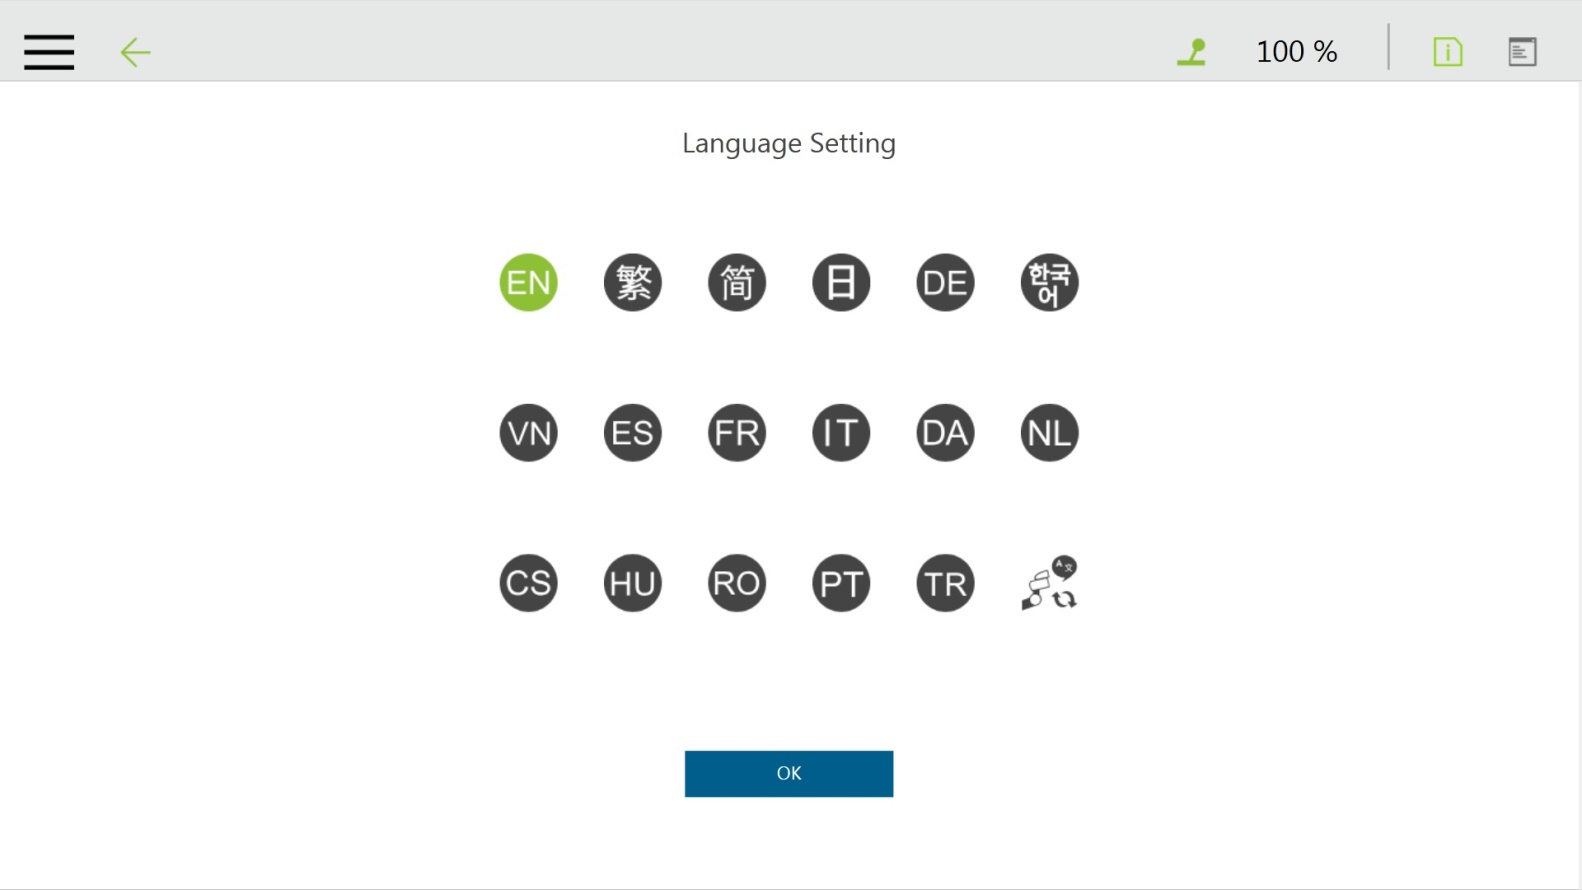 100 %
i
Language Setting
EN 繁 简 日 DE 한국어
VN ES FR IT DA NL
CS HU RO PT TR A 文
OK